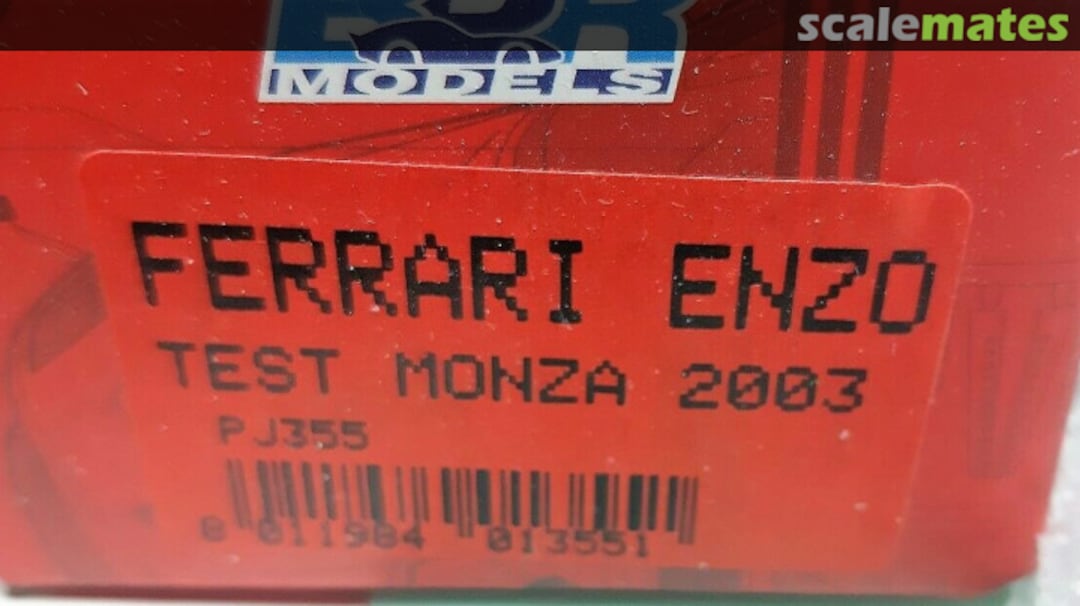 scalemates
MODELS
FERRARI ENZO
TEST MONZA 2003
PJ355
8 011984 013551